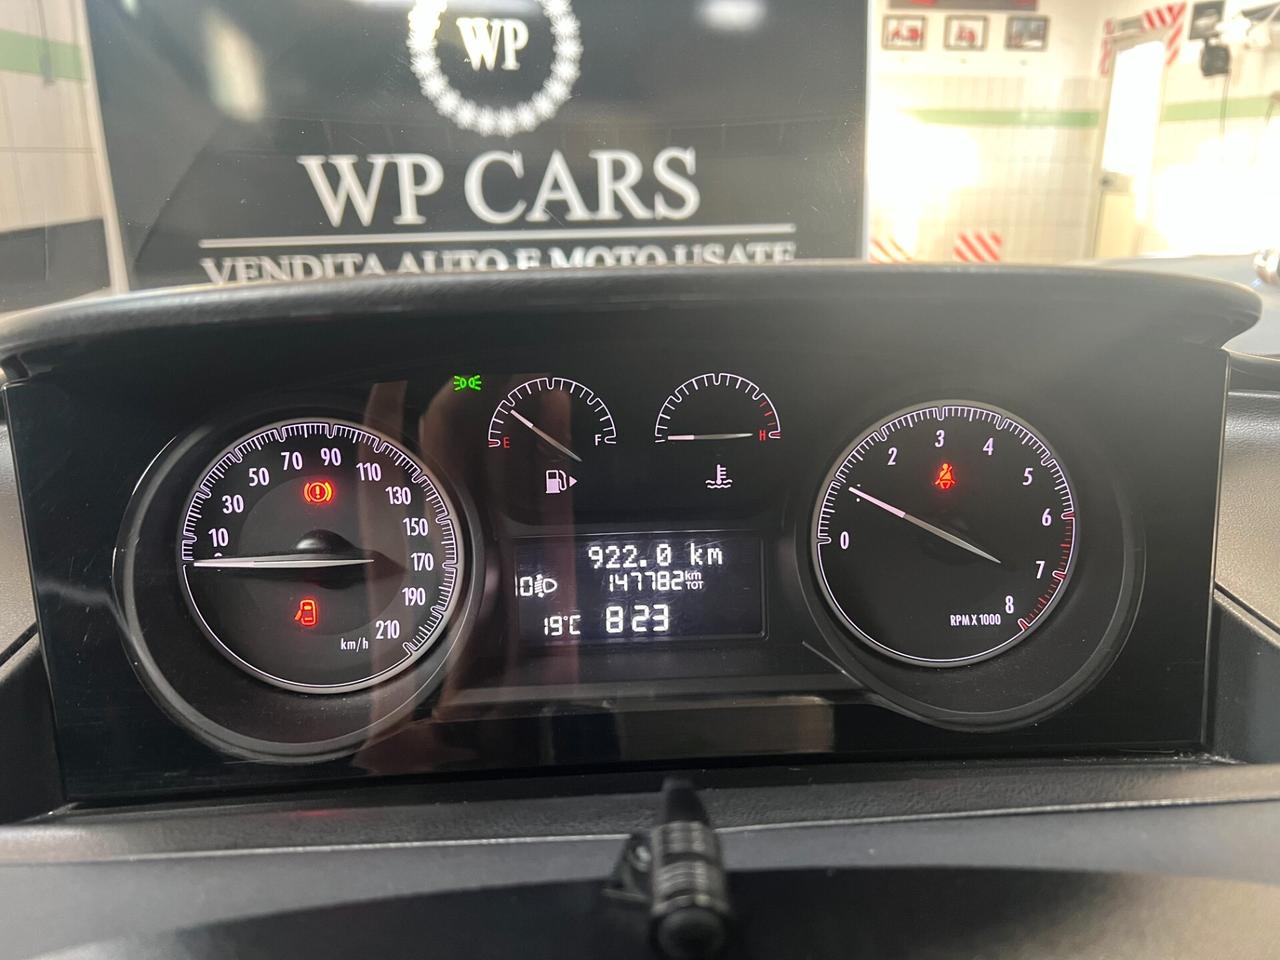 WP
WP CARS
VENDITA AUTO E MOTO USATE
0 10 30 50 70 90 110 130 150 170 190 210
km/h
E F
H
922.0 km
0
147782 km TOT
19°C 8 23
0 2 3 4 5 6 7 8
RPM X 1000